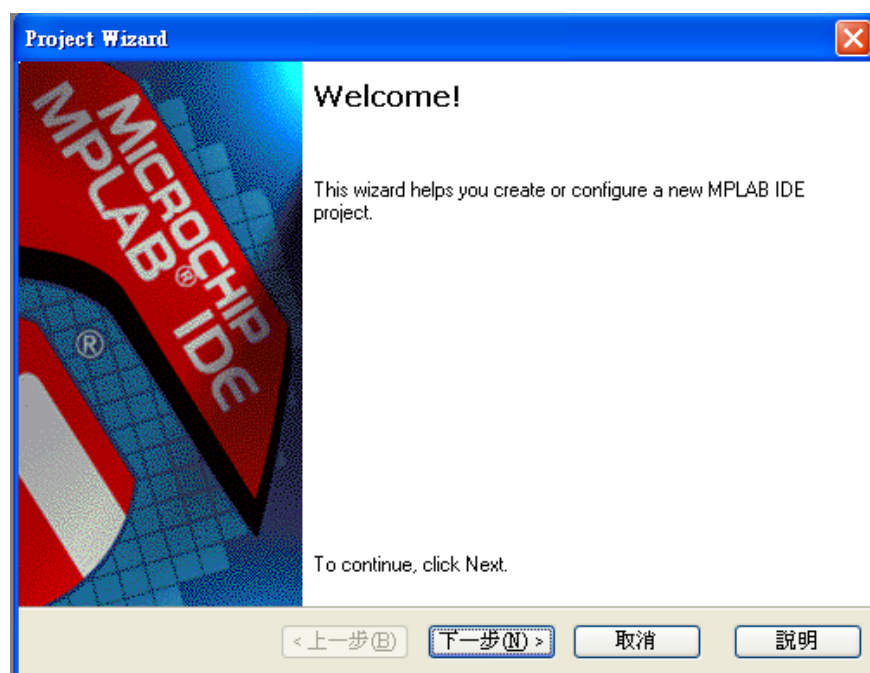 Project Wizard
MICROCHIP
MPLAB® IDE
®
Welcome!
This wizard helps you create or configure a new MPLAB IDE
project.
To continue, click Next.
<上一步(B)
下一步(N) >
取消
說明